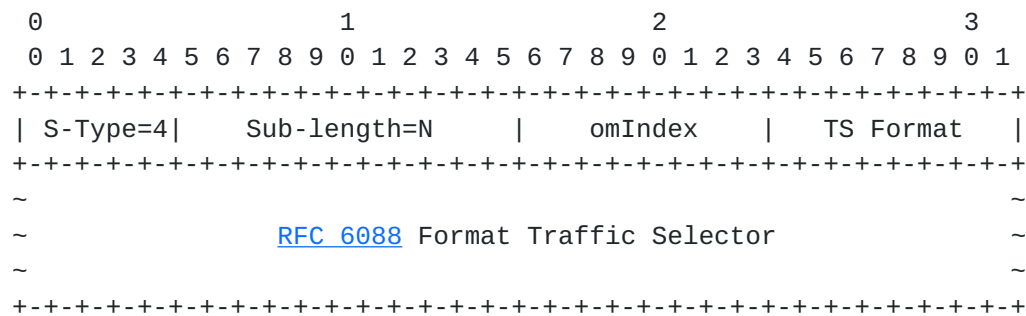 0                   1                   2                   3
 0 1 2 3 4 5 6 7 8 9 0 1 2 3 4 5 6 7 8 9 0 1 2 3 4 5 6 7 8 9 0 1
+-+-+-+-+-+-+-+-+-+-+-+-+-+-+-+-+-+-+-+-+-+-+-+-+-+-+-+-+-+-+-+-+
| S-Type=4|    Sub-length=N     |    omIndex    |   TS Format   |
+-+-+-+-+-+-+-+-+-+-+-+-+-+-+-+-+-+-+-+-+-+-+-+-+-+-+-+-+-+-+-+-+
~                                                               ~
~                RFC 6088 Format Traffic Selector               ~
~                                                               ~
+-+-+-+-+-+-+-+-+-+-+-+-+-+-+-+-+-+-+-+-+-+-+-+-+-+-+-+-+-+-+-+-+